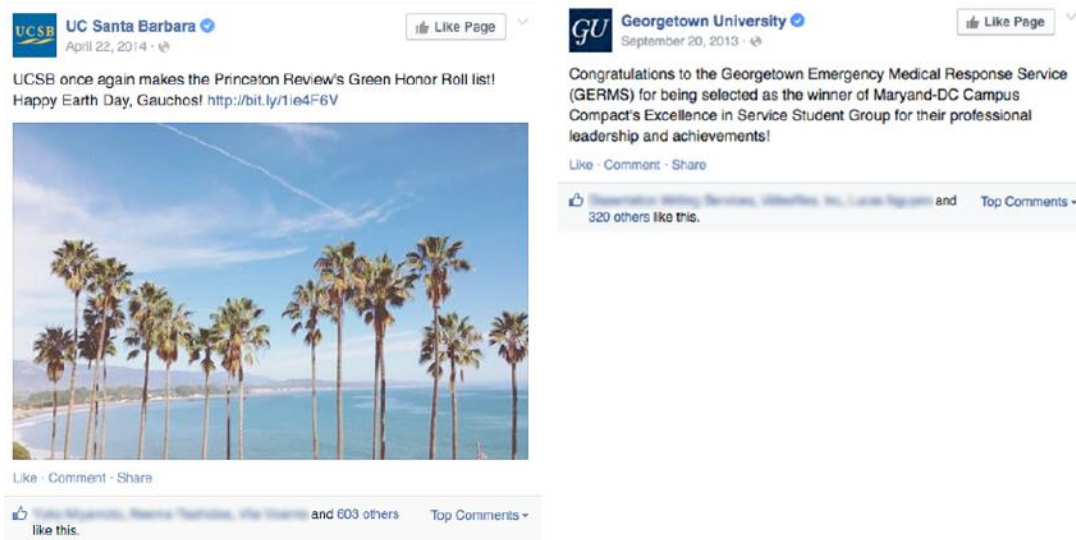 UCSB
UC Santa Barbara
Like Page
April 22, 2014 ·
UCSB once again makes the Princeton Review's Green Honor Roll list!
Happy Earth Day, Gauchos! http://bit.ly/1ie4F6V
Like · Comment · Share
and 603 others
Top Comments
like this.
GU
Georgetown University
Like Page
September 20, 2013 ·
Congratulations to the Georgetown Emergency Medical Response Service
(GERMS) for being selected as the winner of Maryand-DC Campus
Compact's Excellence in Service Student Group for their professional
leadership and achievements!
Like · Comment · Share
and
Top Comments
320 others like this.